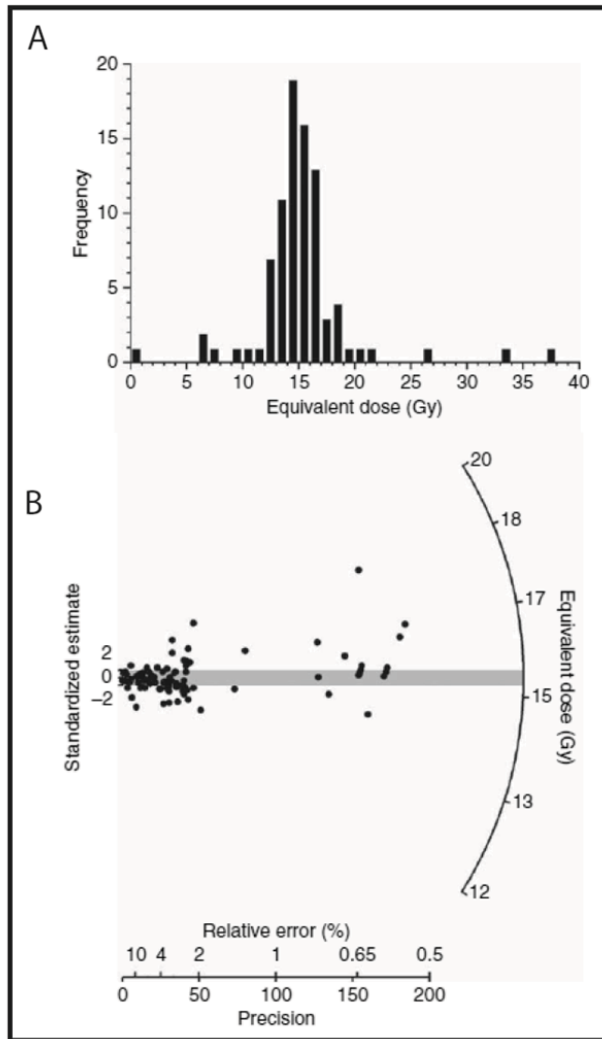 A
20
15
10
5
0
Frequency
0 5 10 15 20 25 30 35 40
Equivalent dose (Gy)
B
20
18
17
15
13
12
Equivalent dose (Gy)
2
0
−2
Standardized estimate
Relative error (%)
10 4 2 1 0.65 0.5
0 50 100 150 200
Precision